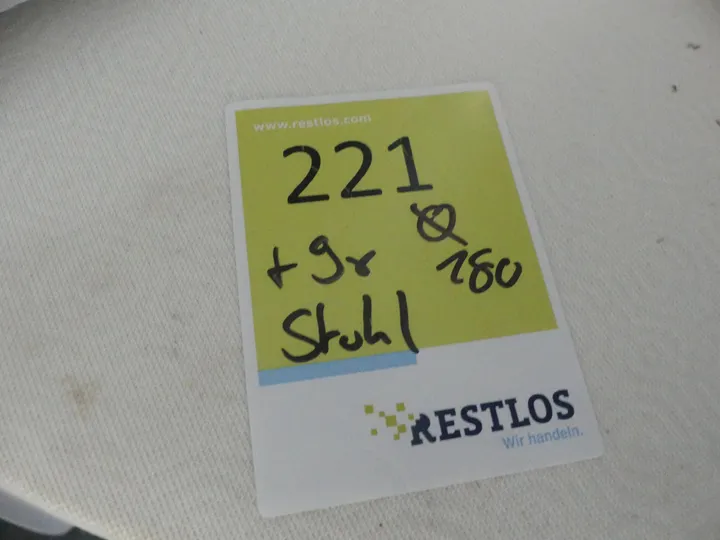 www.restlos.com
221
+ gr Ø 180
Stuhl
RESTLOS
Wir handeln.